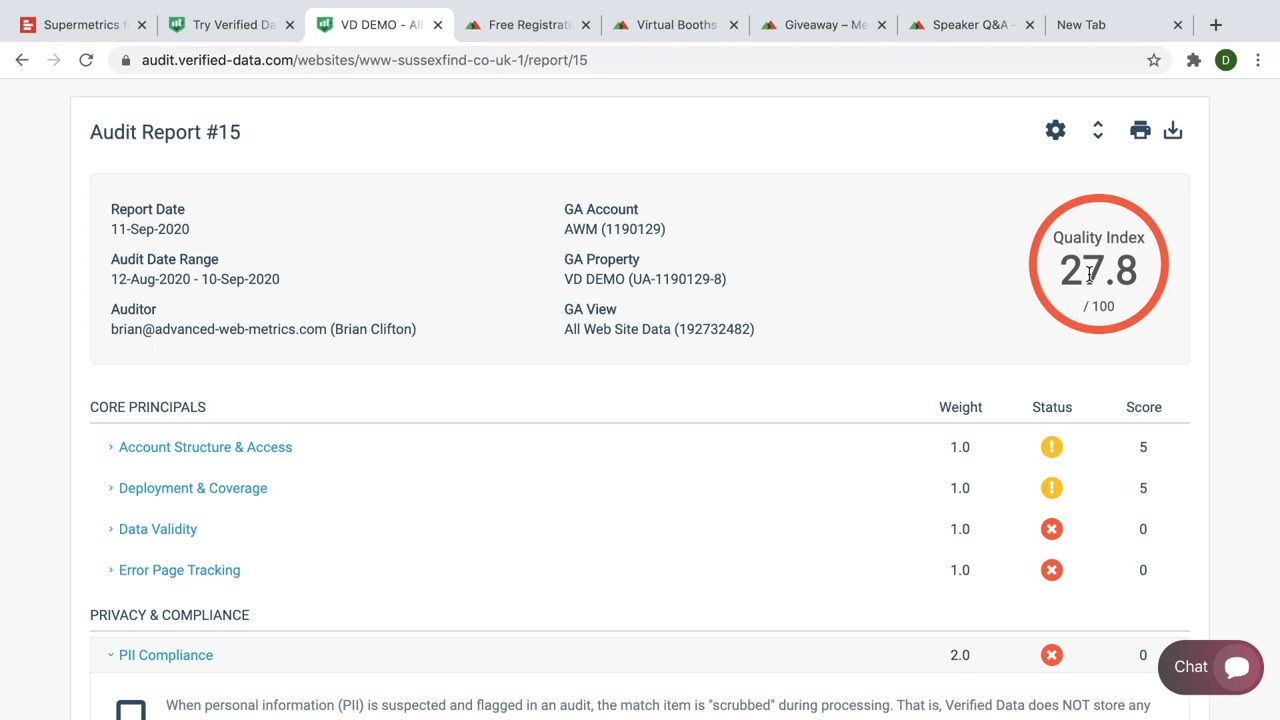 Supermetrics f
Try Verified Da
VD DEMO - All
Free Registrati
Virtual Booths
Giveaway – Me
Speaker Q&A –
New Tab
audit.verified-data.com/websites/www-sussexfind-co-uk-1/report/15
D
Audit Report #15
Report Date
11-Sep-2020
Audit Date Range
12-Aug-2020 - 10-Sep-2020
Auditor
brian@advanced-web-metrics.com (Brian Clifton)
GA Account
AWM (1190129)
GA Property
VD DEMO (UA-1190129-8)
GA View
All Web Site Data (192732482)
Quality Index
27.8
/ 100
CORE PRINCIPALS Weight Status Score
Account Structure & Access 1.0 5
Deployment & Coverage 1.0 5
Data Validity 1.0 0
Error Page Tracking 1.0 0
PRIVACY & COMPLIANCE
PII Compliance 2.0 0
Chat
When personal information (PII) is suspected and flagged in an audit, the match item is "scrubbed" during processing. That is, Verified Data does NOT store any